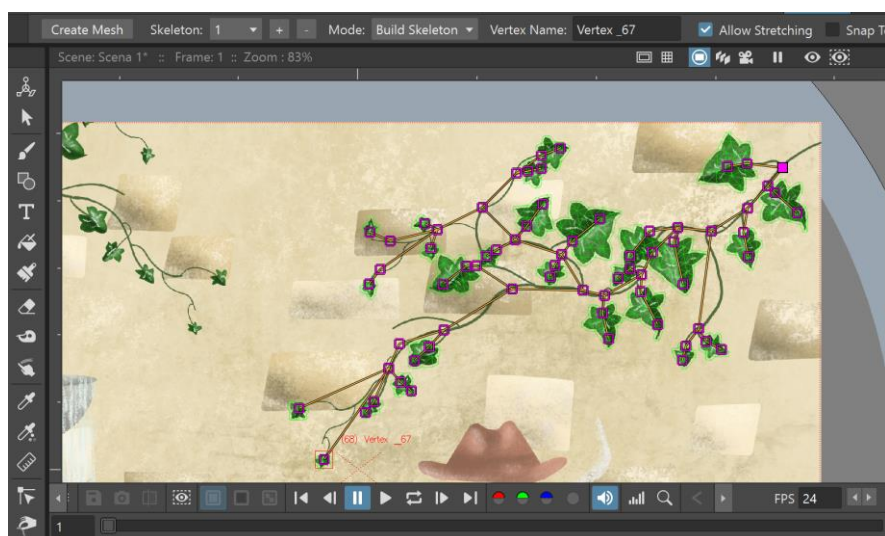 Create Mesh Skeleton: 1 + - Mode: Build Skeleton Vertex Name: Vertex _67 Allow Stretching Snap T
Scene: Scena 1* :: Frame: 1 :: Zoom : 83%
T
(68) Vertex _67
FPS 24
1